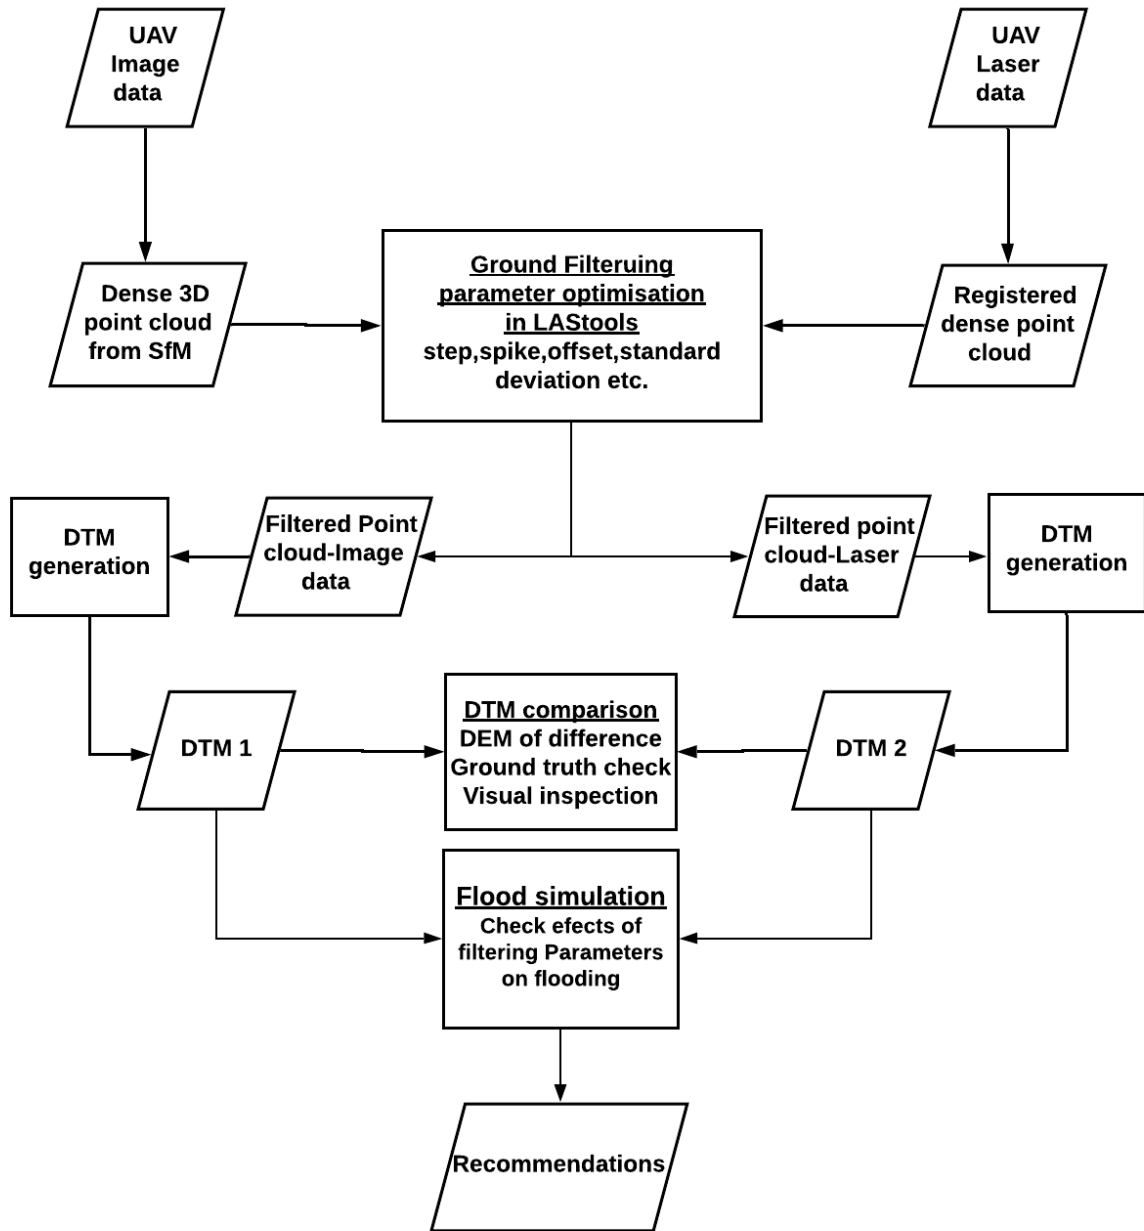 UAV
Image
data
UAV
Laser
data
Dense 3D
point cloud
from SfM
Ground Filteruing
parameter optimisation
in LAStools
step,spike,offset,standard
deviation etc.
Registered
dense point
cloud
DTM
generation
Filtered Point
cloud-Image
data
Filtered point
cloud-Laser
data
DTM
generation
DTM 1
DTM comparison
DEM of difference
Ground truth check
Visual inspection
DTM 2
Flood simulation
Check efects of
filtering Parameters
on flooding
Recommendations